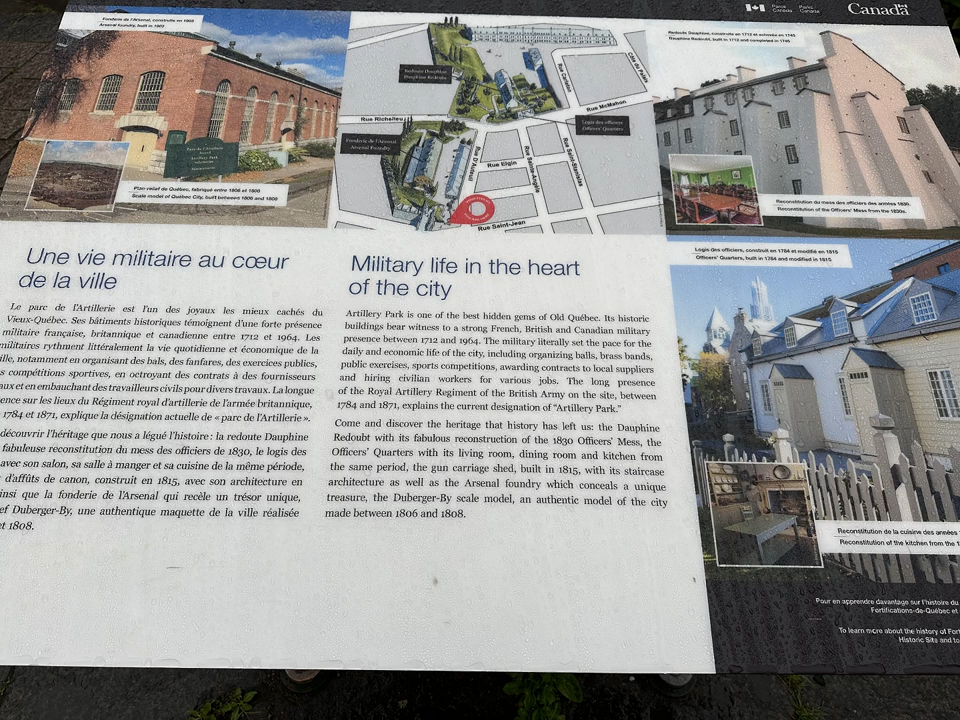 Parks Canada
Parcs Canada
Canada
Fonderie de l'Arsenal, construite en 1903
Arsenal foundry, built in 1903
Plan-relief de Québec, fabriqué entre 1806 et 1808
Scale model of Québec City, built between 1806 and 1808
Redoute Dauphine
Dauphine Redoubt
Fonderie de l'Arsenal
Arsenal Foundry
Logis des officiers
Officers' Quarters
Côte du Palais
Rue Carleton
Rue McMahon
Rue Richelieu
Rue D'Auteuil
Rue Elgin
Rue Sainte-Angèle
Rue Saint-Stanislas
Rue Saint-Jean
Redoute Dauphine, construite en 1712 et achevée en 1748
Dauphine Redoubt, built in 1712 and completed in 1748
Reconstitution du mess des officiers des années 1830.
Reconstruction of the Officers' Mess from the 1830s.
Une vie militaire au cœur
de la ville
Le parc de l'Artillerie est l'un des joyaux les mieux cachés du
Vieux-Québec. Ses bâtiments historiques témoignent d'une forte présence
militaire française, britannique et canadienne entre 1712 et 1964. Les
militaires rythment littéralement la vie quotidienne et économique de la
ille, notamment en organisant des bals, des fanfares, des exercices publics,
s compétitions sportives, en octroyant des contrats à des fournisseurs
aux et en embauchant des travailleurs civils pour divers travaux. La longue
ence sur les lieux du Régiment royal d'artillerie de l'armée britannique,
1784 et 1871, explique la désignation actuelle de « parc de l'Artillerie ».
découvrir l'héritage que nous a légué l'histoire : la redoute Dauphine
fabuleuse reconstitution du mess des officiers de 1830, le logis des
avec son salon, sa salle à manger et sa cuisine de la même période,
d'affûts de canon, construit en 1815, avec son architecture en
insi que la fonderie de l'Arsenal qui recèle un trésor unique,
ef Duberger-By, une authentique maquette de la ville réalisée
et 1808.
Military life in the heart
of the city
Artillery Park is one of the best hidden gems of Old Québec. Its historic
buildings bear witness to a strong French, British and Canadian military
presence between 1712 and 1964. The military literally set the pace for the
daily and economic life of the city, including organizing balls, brass bands,
public exercises, sports competitions, awarding contracts to local suppliers
and hiring civilian workers for various jobs. The long presence
of the Royal Artillery Regiment of the British Army on the site, between
1784 and 1871, explains the current designation of "Artillery Park."
Come and discover the heritage that history has left us: the Dauphine
Redoubt with its fabulous reconstruction of the 1830 Officers' Mess, the
Officers' Quarters with its living room, dining room and kitchen from
the same period, the gun carriage shed, built in 1815, with its staircase
architecture as well as the Arsenal foundry which conceals a unique
treasure, the Duberger-By scale model, an authentic model of the city
made between 1806 and 1808.
Logis des officiers, construit en 1784 et modifié en 1815
Officers' Quarters, built in 1784 and modified in 1815
Reconstitution de la cuisine des années
Reconstruction of the kitchen from the
Pour en apprendre davantage sur l'histoire du
Fortifications-de-Québec et
To learn more about the history of Fort
Historic Site and to